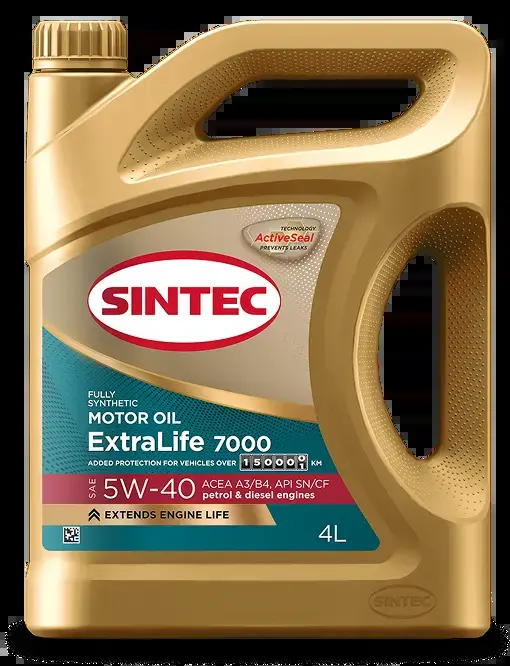 TECHNOLOGY
ActiveSeal
PREVENTS LEAKS
SINTEC
FULLY
SYNTHETIC
MOTOR OIL
ExtraLife 7000
ADDED PROTECTION FOR VEHICLES OVER 150000 KM
SAE 5W-40 ACEA A3/B4, API SN/CF
petrol & diesel engines
EXTENDS ENGINE LIFE
4L
SINTEC